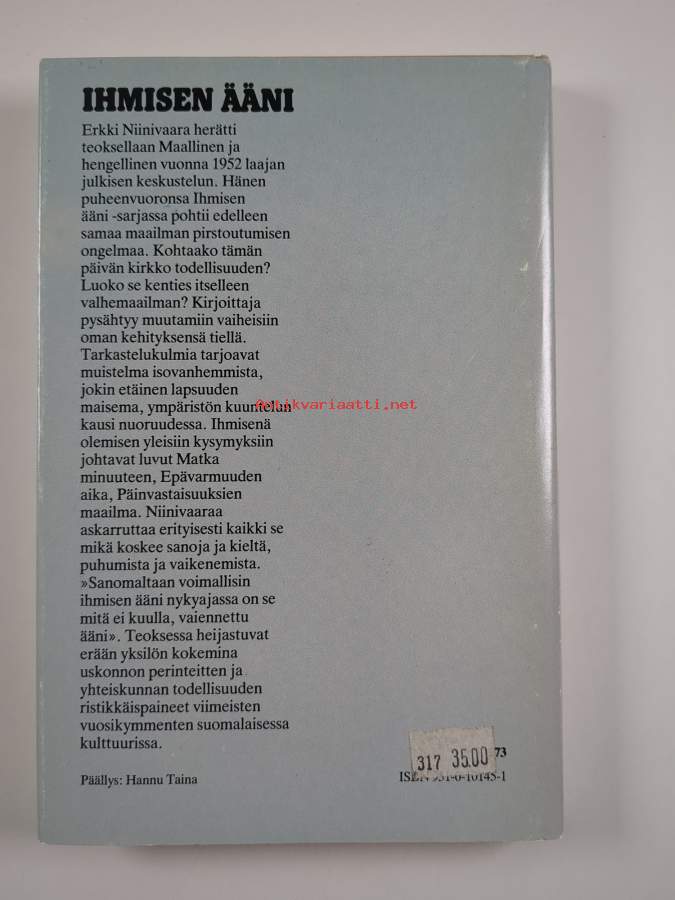 IHMISEN ÄÄNI
Erkki Niinivaara herätti
teoksellaan Maallinen ja
hengellinen vuonna 1952 laajan
julkisen keskustelun. Hänen
puheenvuoronsa Ihmisen
ääni -sarjassa pohtii edelleen
samaa maailman pirstoutumisen
ongelmaa. Kohtaako tämän
päivän kirkko todellisuuden?
Luoko se kenties itselleen
valhemaailman? Kirjoittaja
pysähtyy muutamiin vaiheisiin
oman kehityksensä tiellä.
Tarkastelukulmia tarjoavat
muistelma isovanhemmista,
jokin etäinen lapsuuden
maisema, ympäristön kuuntelun
Antikvariaatti.net
kausi nuoruudessa. Ihmisenä
olemisen yleisiin kysymyksiin
johtavat luvut Matka
minuuteen, Epävarmuuden
aika, Päinvastaisuuksien
maailma. Niinivaaraa
askarruttaa erityisesti kaikki se
mikä koskee sanoja ja kieltä,
puhumista ja vaikenemista.
»Sanomaltaan voimallisin
ihmisen ääni nykyajassa on se
mitä ei kuulla, vaiennettu
ääni». Teoksessa heijastuvat
erään yksilön kokemina
uskonnon perinteitten ja
yhteiskunnan todellisuuden
ristikkäispaineet viimeisten
vuosikymmenten suomalaisessa
kulttuurissa.
73
317 35.00
Päällys: Hannu Taina
ISBN 951-0-10145-1